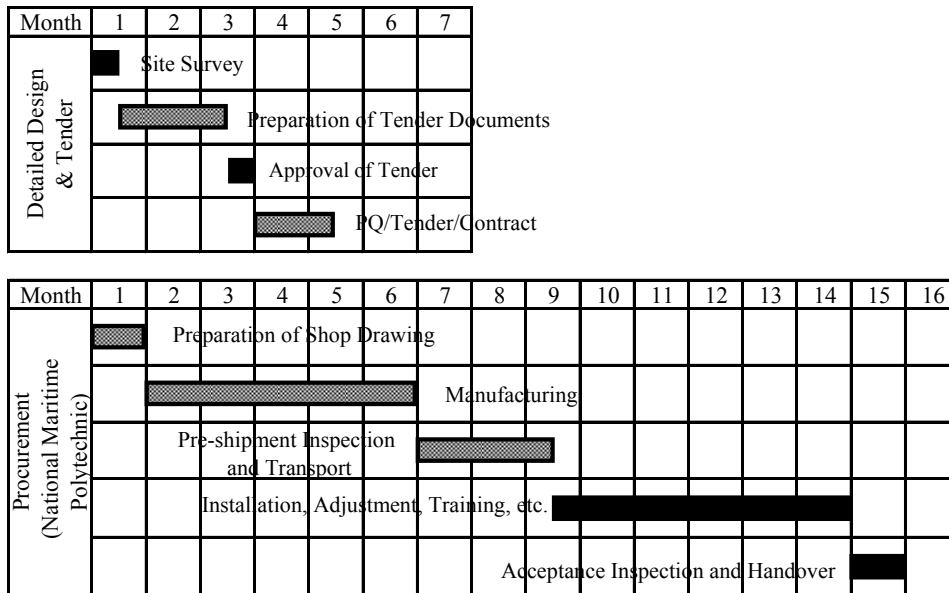 Month 1 2 3 4 5 6 7
Detailed Design
& Tender
Site Survey
Preparation of Tender Documents
Approval of Tender
PQ/Tender/Contract
Month 1 2 3 4 5 6 7 8 9 10 11 12 13 14 15 16
Procurement
(National Maritime
Polytechnic)
Preparation of Shop Drawing
Manufacturing
Pre-shipment Inspection
and Transport
Installation, Adjustment, Training, etc.
Acceptance Inspection and Handover